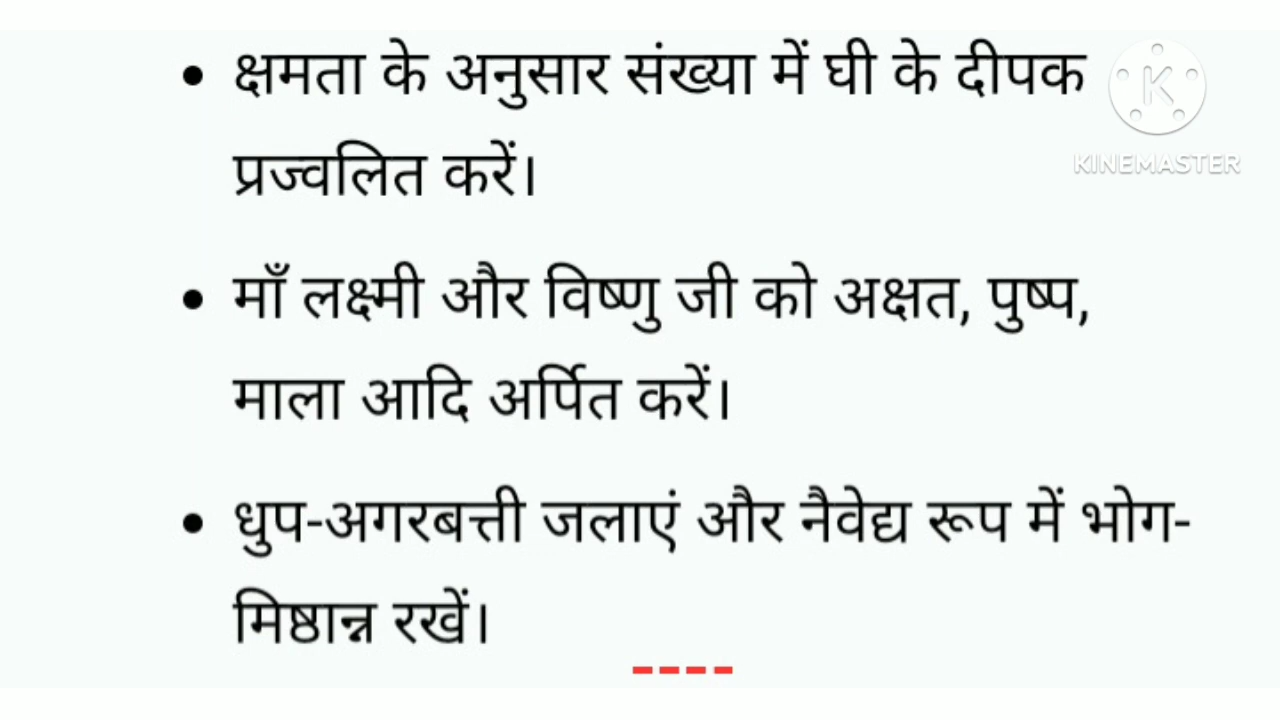 • क्षमता के अनुसार संख्या में घी के दीपक
प्रज्वलित करें।
• माँ लक्ष्मी और विष्णु जी को अक्षत, पुष्प,
माला आदि अर्पित करें।
• धुप-अगरबत्ती जलाएं और नैवेद्य रूप में भोग-
मिष्ठान्न रखें।
K
KINEMASTER